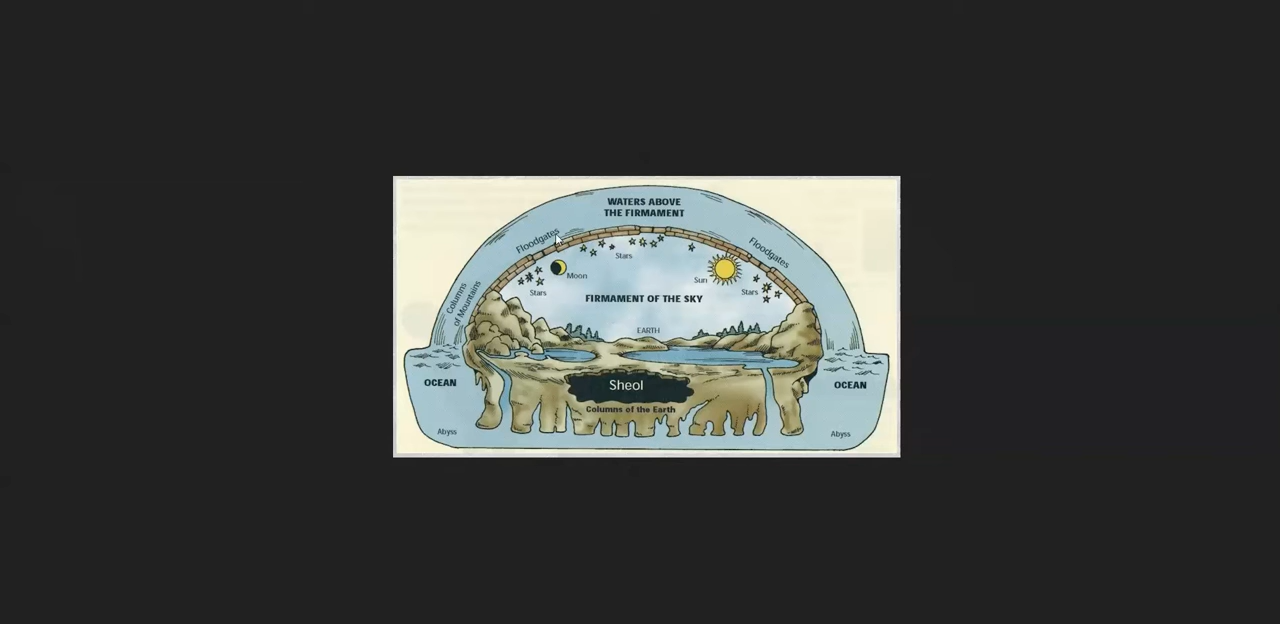 WATERS ABOVE
THE FIRMAMENT
Floodgates
Floodgates
Stars
Moon
Sun
Stars
Stars
Columns
of Mountains
FIRMAMENT OF THE SKY
EARTH
OCEAN
Sheol
OCEAN
Columns of the Earth
Abyss
Abyss